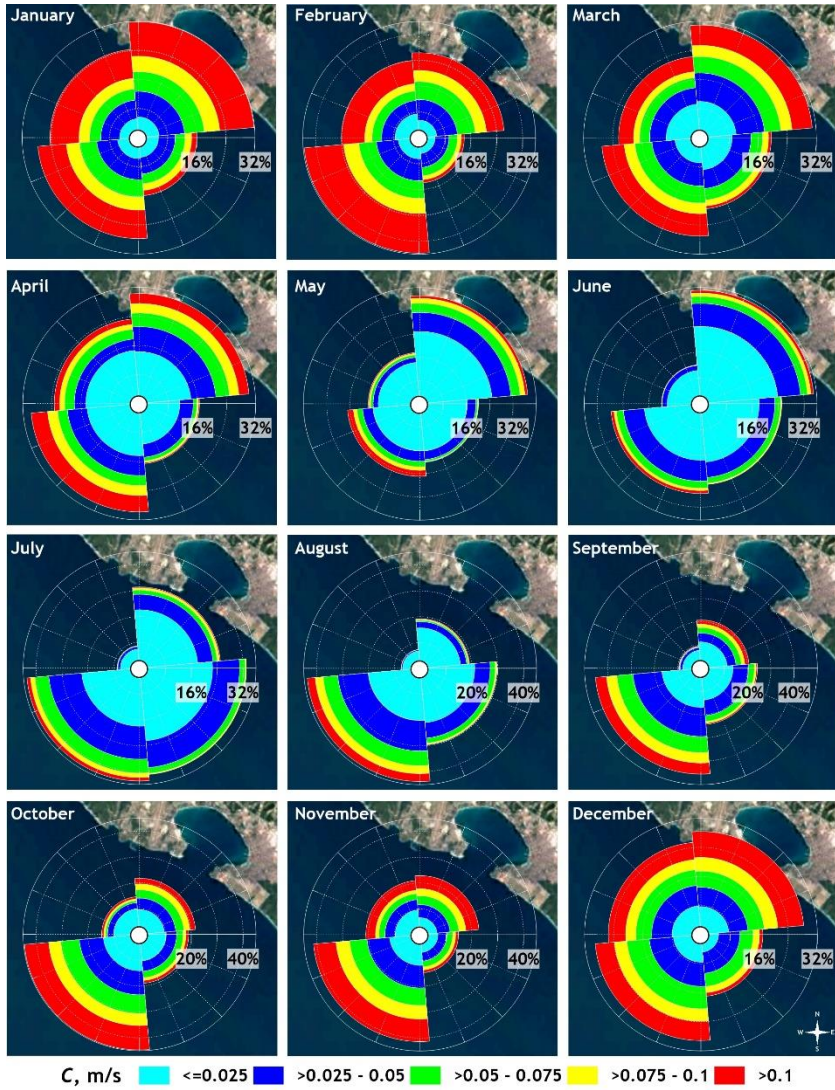 January
February
March
16% 32%
16% 32%
16% 32%
April
May
June
16% 32%
16% 32%
16% 32%
July
August
September
16% 32%
20% 40%
20% 40%
October
November
December
20% 40%
20% 40%
16% 32%
N
W E
S
C, m/s <=0.025 >0.025 - 0.05 >0.05 - 0.075 >0.075 - 0.1 >0.1